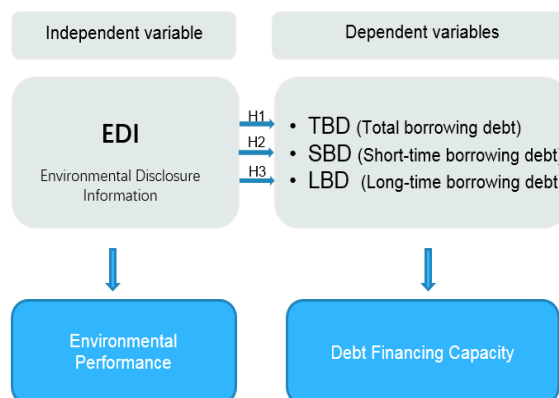 Independent variable
Dependent variables
EDI
Environmental Disclosure
Information
H1
H2
H3
• TBD (Total borrowing debt)
• SBD (Short-time borrowing debt)
• LBD (Long-time borrowing debt
Environmental
Performance
Debt Financing Capacity